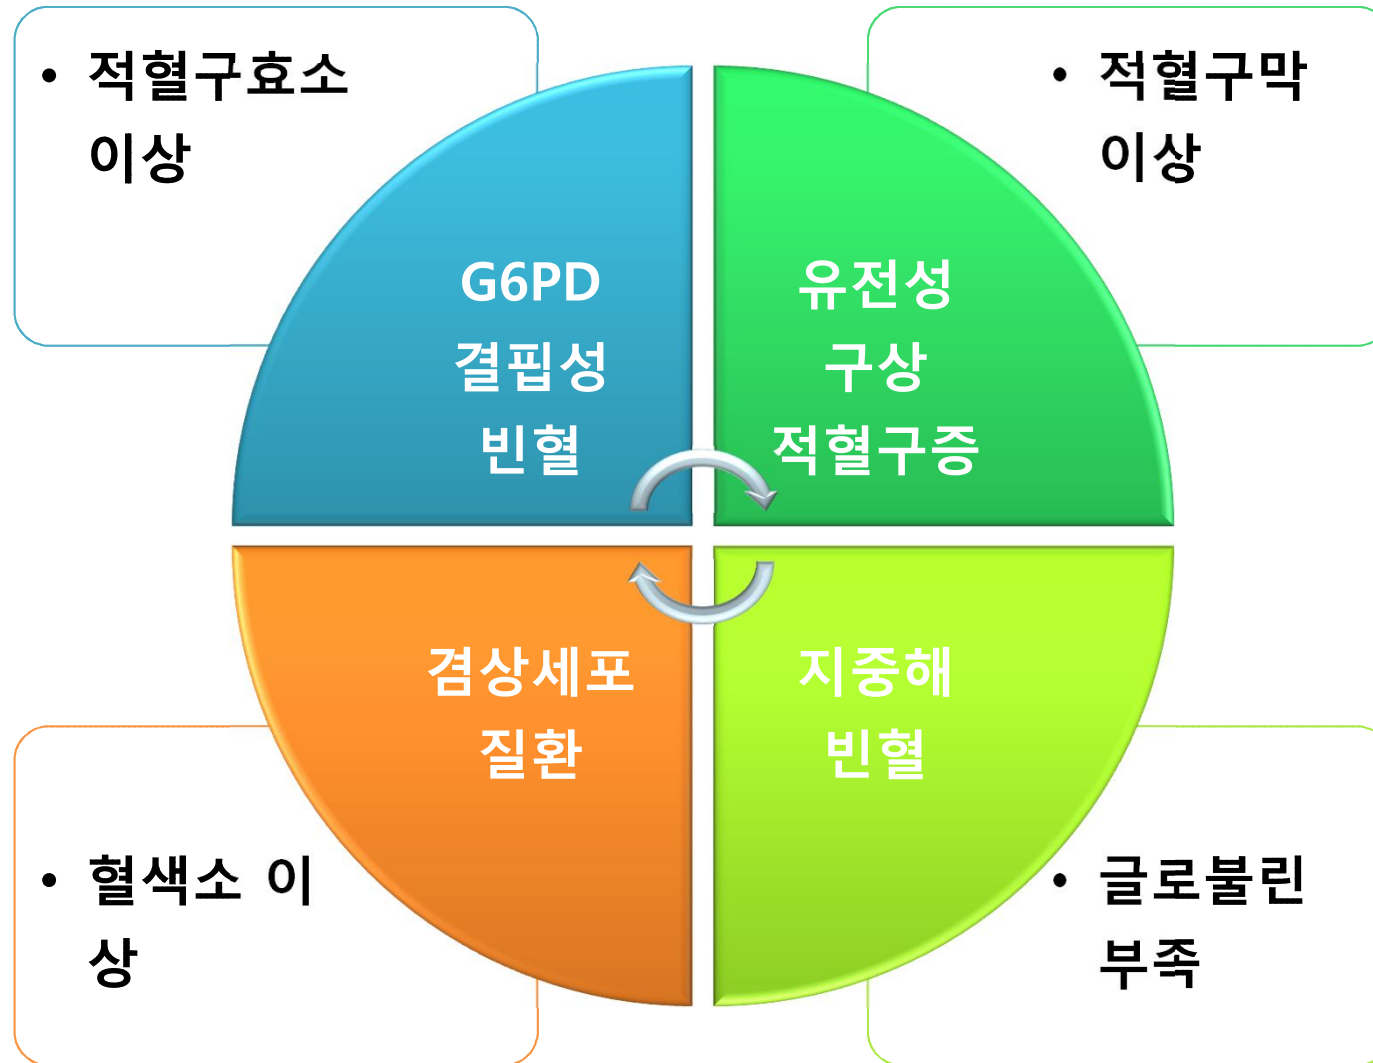 • 적혈구효소
이상
G6PD
결핍성
빈혈
• 적혈구막
이상
유전성
구상
적혈구증
겸상세포
질환
• 혈색소 이
상
지중해
빈혈
• 글로불린
부족